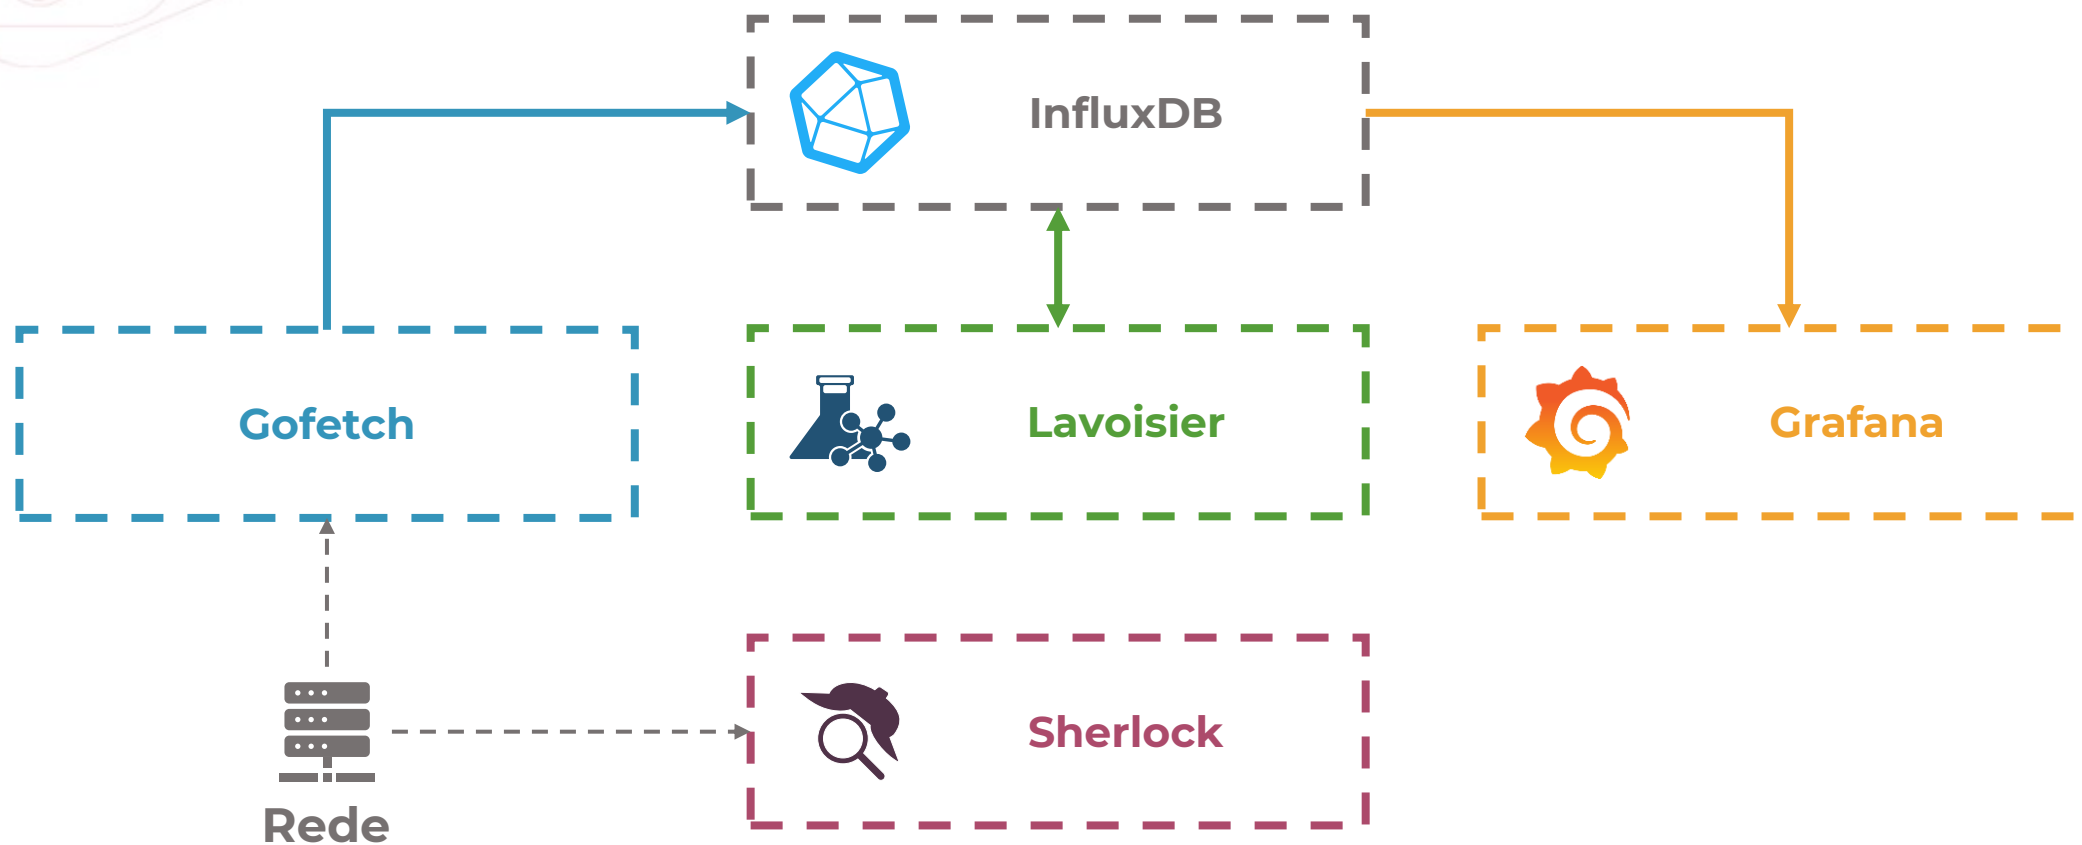 InfluxDB
Gofetch
Lavoisier
Grafana
Sherlock
Rede